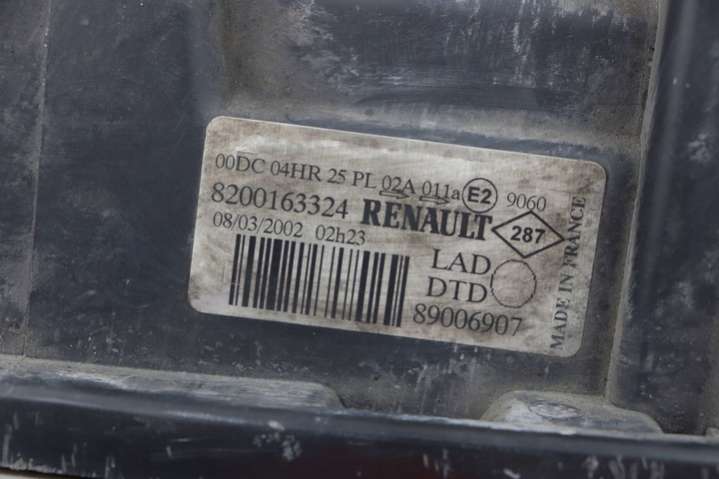 00DC 04HR 25 PL 02A 011a E2 9060
8200163324 RENAULT 287
08/03/2002 02h23
LAD
DTD
89006907
MADE IN FRANCE